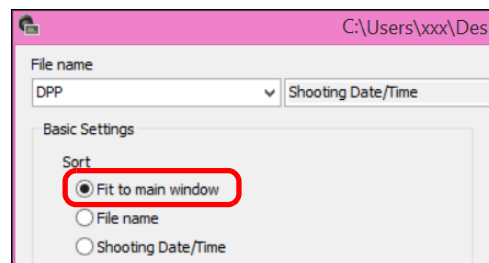 C:\Users\xxx\Des
File name
DPP Shooting Date/Time
Basic Settings
Sort
Fit to main window
File name
Shooting Date/Time